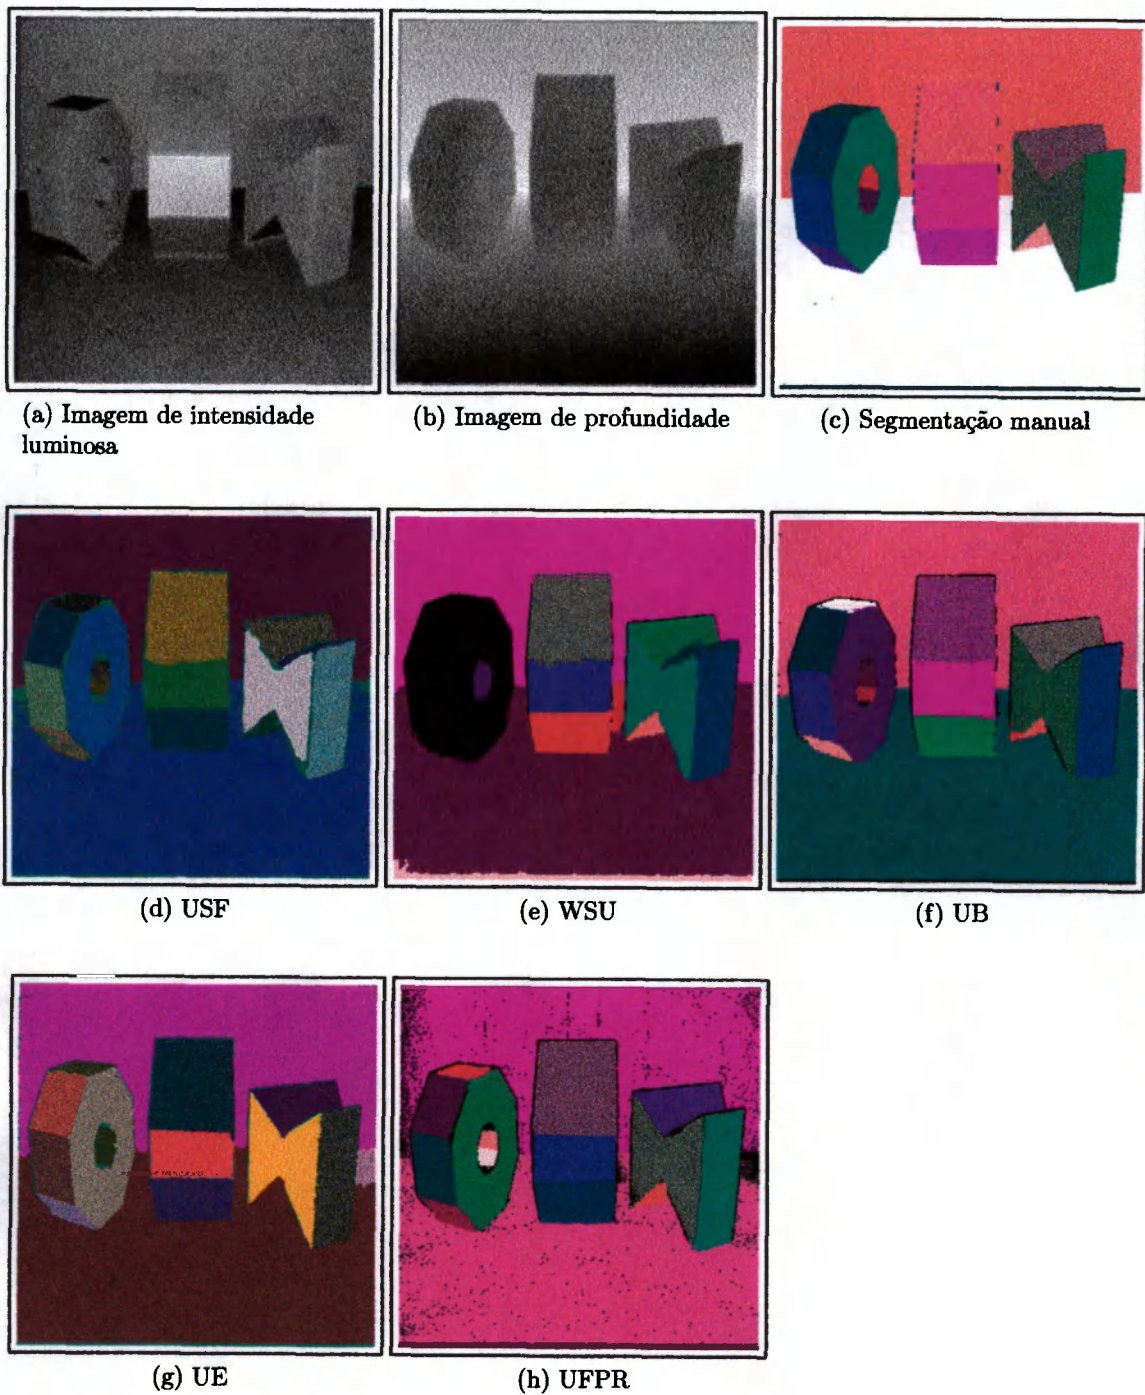 (a) Imagem de intensidade
luminosa
(b) Imagem de profundidade
(c) Segmentação manual
(d) USF
(e) WSU
(f) UB
(g) UE
(h) UFPR